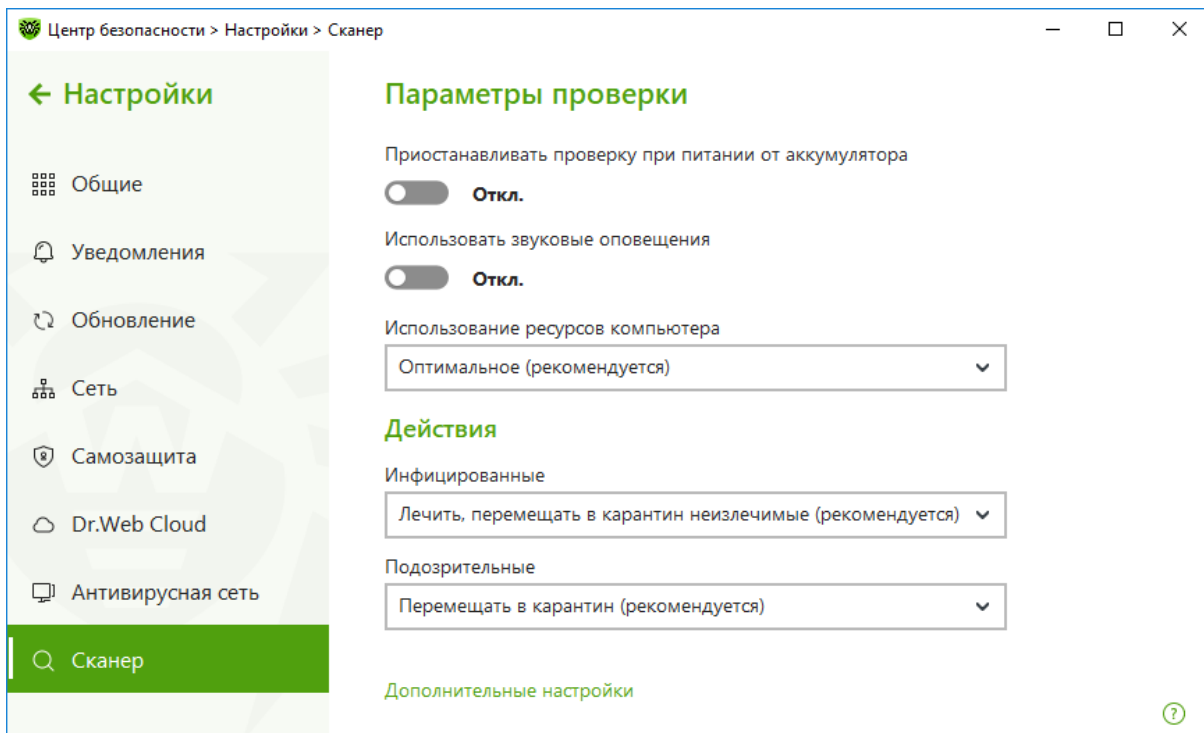 Центр безопасности > Настройки > Сканер
Настройки
Общие
Уведомления
Обновление
Сеть
Самозащита
Dr.Web Cloud
Антивирусная сеть
Сканер
Параметры проверки
Приостанавливать проверку при питании от аккумулятора
Откл.
Использовать звуковые оповещения
Откл.
Использование ресурсов компьютера
Оптимальное (рекомендуется)
Действия
Инфицированные
Лечить, перемещать в карантин неизлечимые (рекомендуется)
Подозрительные
Перемещать в карантин (рекомендуется)
Дополнительные настройки
?